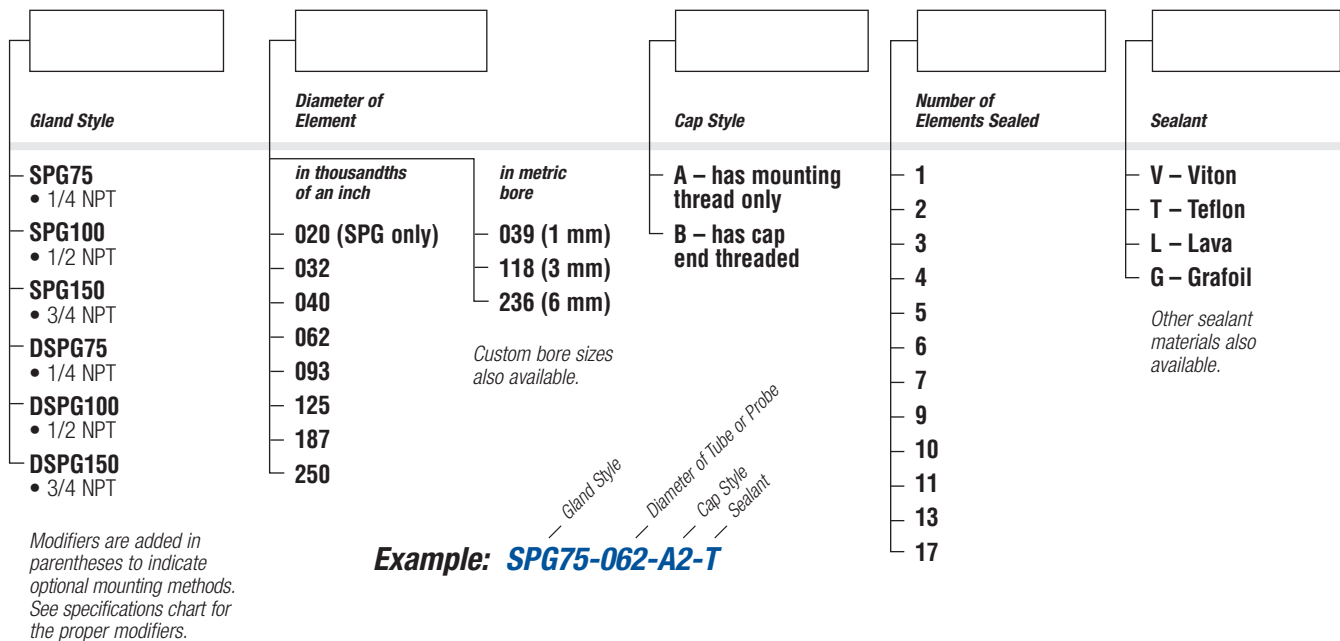 Gland Style
SPG75
• 1/4 NPT
SPG100
• 1/2 NPT
SPG150
• 3/4 NPT
DSPG75
• 1/4 NPT
DSPG100
• 1/2 NPT
DSPG150
• 3/4 NPT
Modifiers are added in
parentheses to indicate
optional mounting methods.
See specifications chart for
the proper modifiers.
Diameter of
Element
in thousandths
of an inch
020 (SPG only)
032
040
062
093
125
187
250
in metric
bore
039 (1 mm)
118 (3 mm)
236 (6 mm)
Custom bore sizes
also available.
Cap Style
A – has mounting
thread only
B – has cap
end threaded
Number of
Elements Sealed
1
2
3
4
5
6
7
9
10
11
13
17
Sealant
V – Viton
T – Teflon
L – Lava
G – Grafoil
Other sealant
materials also
available.
Gland Style
Diameter of Tube or Probe
Cap Style
Sealant
Example: SPG75-062-A2-T